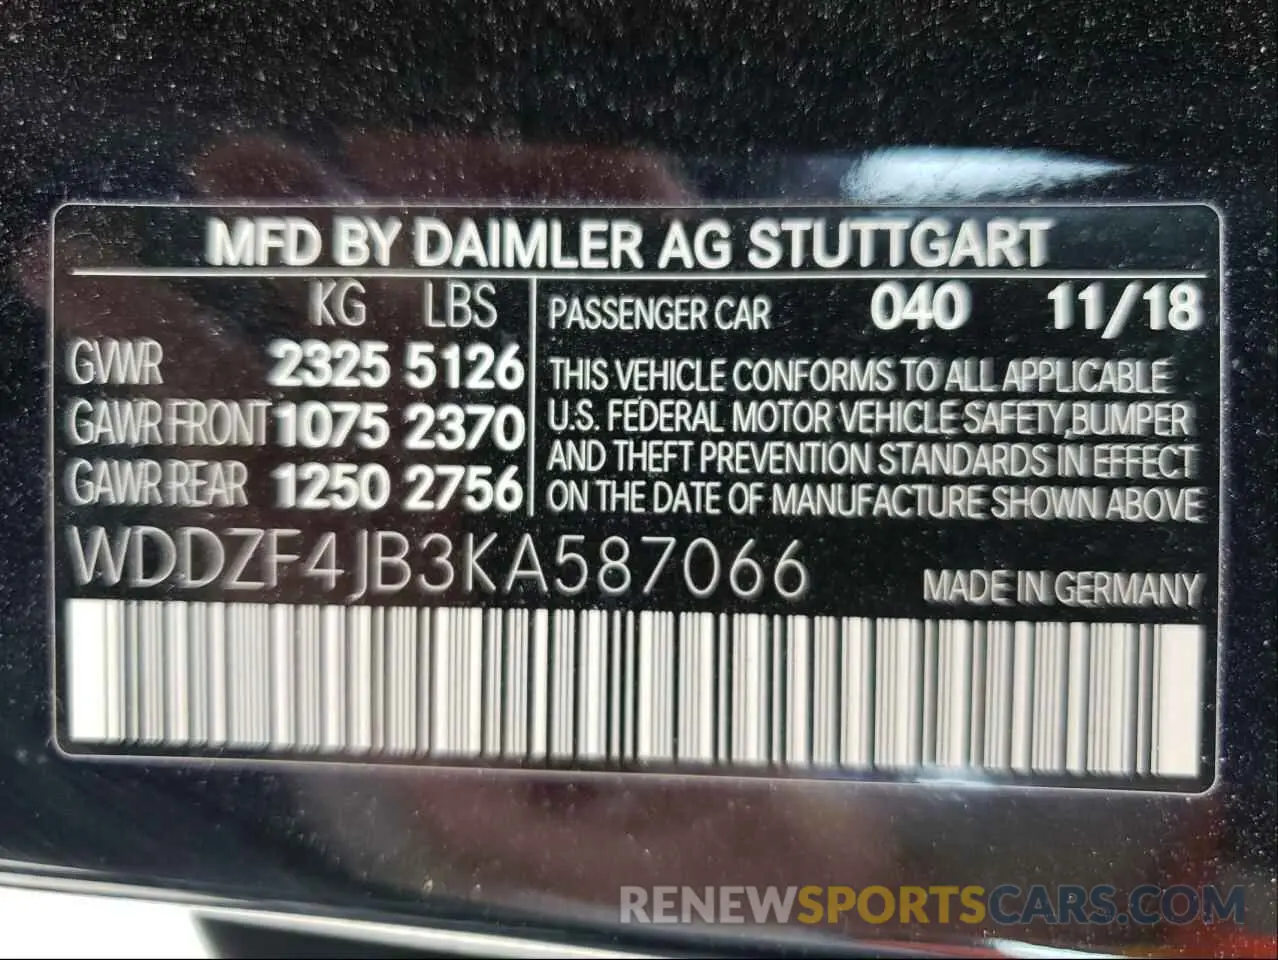 MFD BY DAIMLER AG STUTTGART
KG LBS
GVWR 2325 5126
GAWR FRONT 1075 2370
GAWR REAR 1250 2756
PASSENGER CAR 040 11/18
THIS VEHICLE CONFORMS TO ALL APPLICABLE
U.S. FEDERAL MOTOR VEHICLE SAFETY,BUMPER
AND THEFT PREVENTION STANDARDS IN EFFECT
ON THE DATE OF MANUFACTURE SHOWN ABOVE
WDDZF4JB3KA587066
MADE IN GERMANY
RENEWSPORTSCARS.COM